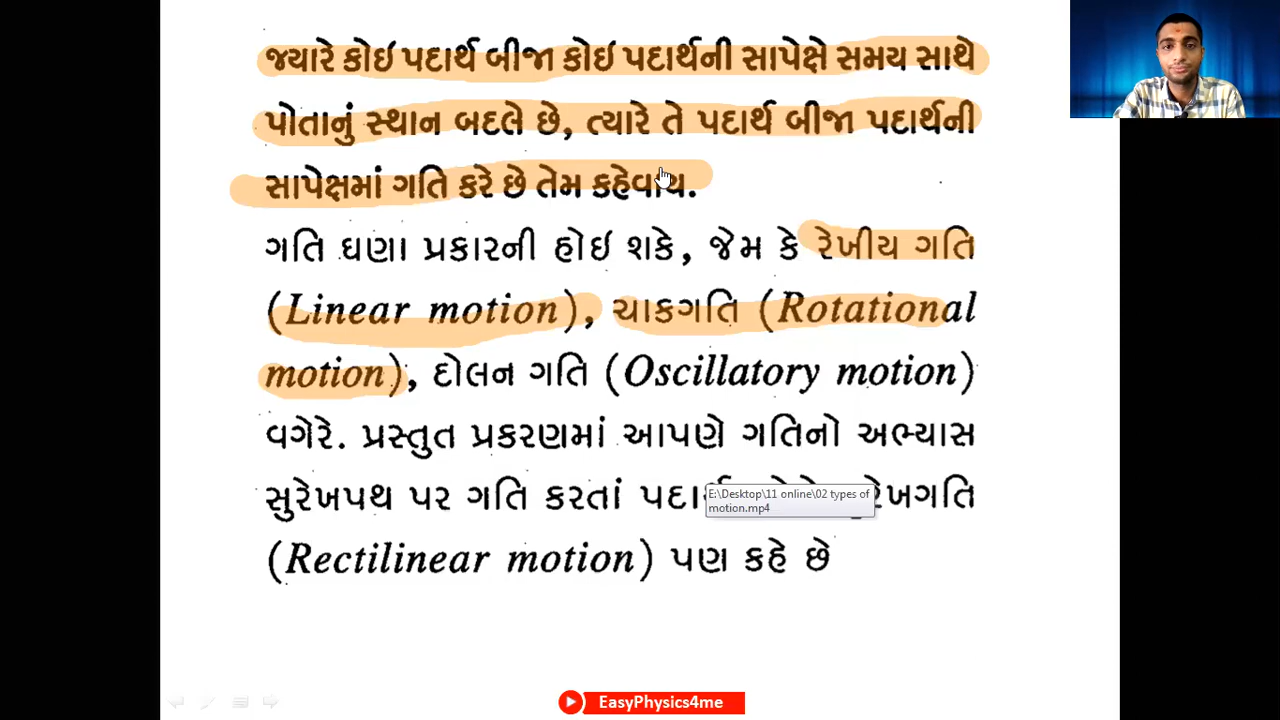 જ્યારે કોઇ પદાર્થ બીજા કોઇ પદાર્થની સાપેક્ષે સમય સાથે
પોતાનું સ્થાન બદલે છે, ત્યારે તે પદાર્થ બીજા પદાર્થની
સાપેક્ષમાં ગતિ કરે છે તેમ કહેવાય.
ગતિ ઘણા પ્રકારની હોઇ શકે, જેમ કે રેખીય ગતિ
(Linear motion), ચાકગતિ (Rotational
motion), દોલન ગતિ (Oscillatory motion)
વગેરે. પ્રસ્તુત પ્રકરણમાં આપણે ગતિનો અભ્યાસ
સુરેખપથ પર ગતિ કરતાં
E:\Desktop\11 online\02 types of
motion.mp4
(Rectilinear motion) પણ કહે છે
EasyPhysics4me